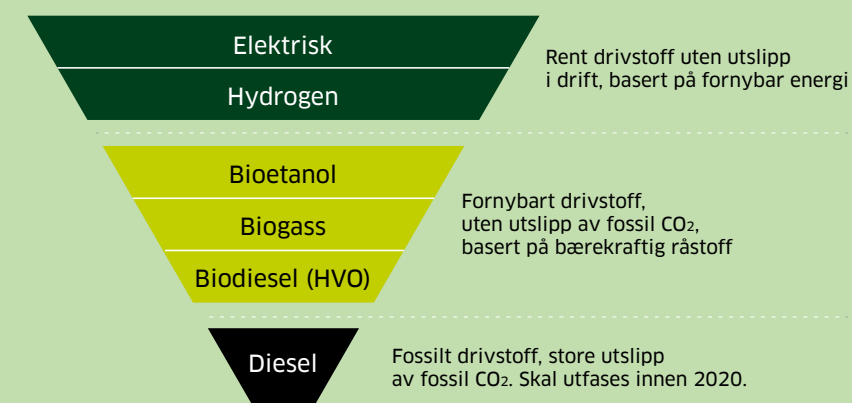 Elektrisk
Hydrogen
Rent drivstoff uten utslipp
i drift, basert på fornybar energi
Bioetanol
Biogass
Biodiesel (HVO)
Fornybart drivstoff,
uten utslipp av fossil CO₂,
basert på bærekraftig råstoff
Diesel
Fossilt drivstoff, store utslipp
av fossil CO₂. Skal utfases innen 2020.